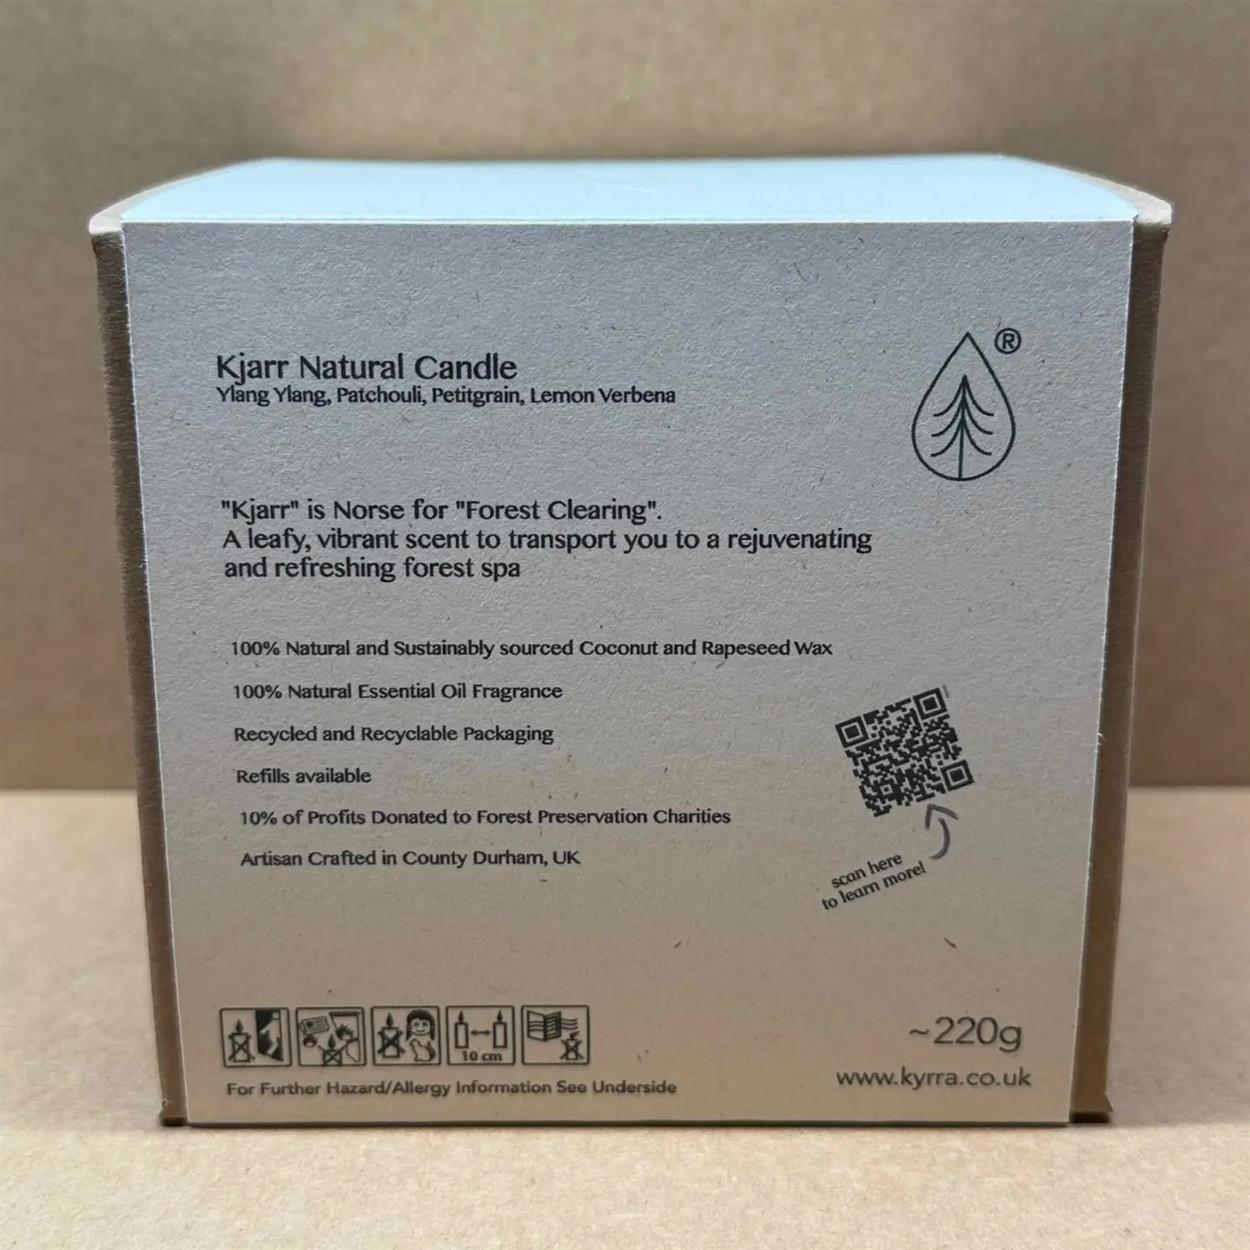 Kjarr Natural Candle
Ylang Ylang, Patchouli, Petitgrain, Lemon Verbena
®
"Kjarr" is Norse for "Forest Clearing".
A leafy, vibrant scent to transport you to a rejuvenating
and refreshing forest spa
100% Natural and Sustainably sourced Coconut and Rapeseed Wax
100% Natural Essential Oil Fragrance
Recycled and Recyclable Packaging
Refills available
10% of Profits Donated to Forest Preservation Charities
Artisan Crafted in County Durham, UK
scan here
to learn more!
10 cm
For Further Hazard/Allergy Information See Underside
~220g
www.kyrra.co.uk